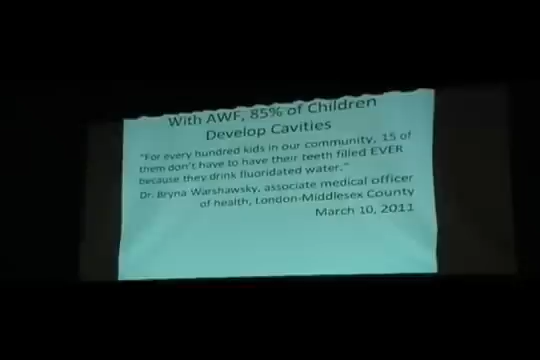 With AWF, 85% of Children
Develop Cavities
"For every hundred kids in our community, 15 of
them don't have to have their teeth filled EVER
because they drink fluoridated water."
Dr. Bryna Warshawsky, associate medical officer
of health, London-Middlesex County
March 10, 2011